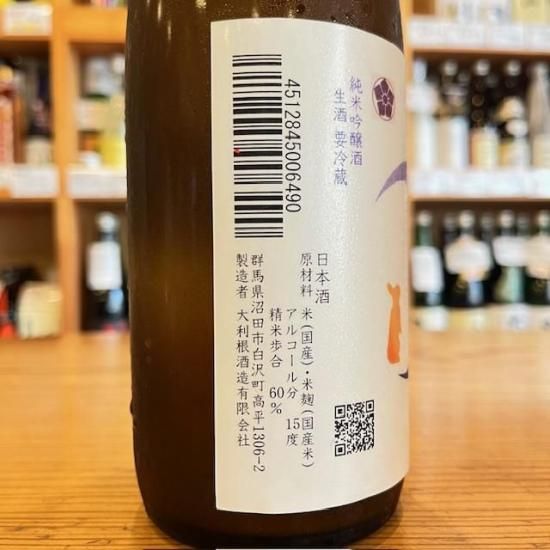 純米吟醸酒
生酒 要冷蔵
4512845006490
日本酒
原材料 米(国産)・米麹(国産米)
アルコール分 15度
精米歩合 60%
群馬県沼田市白沢町高平1306-2
製造者 大利根酒造有限会社